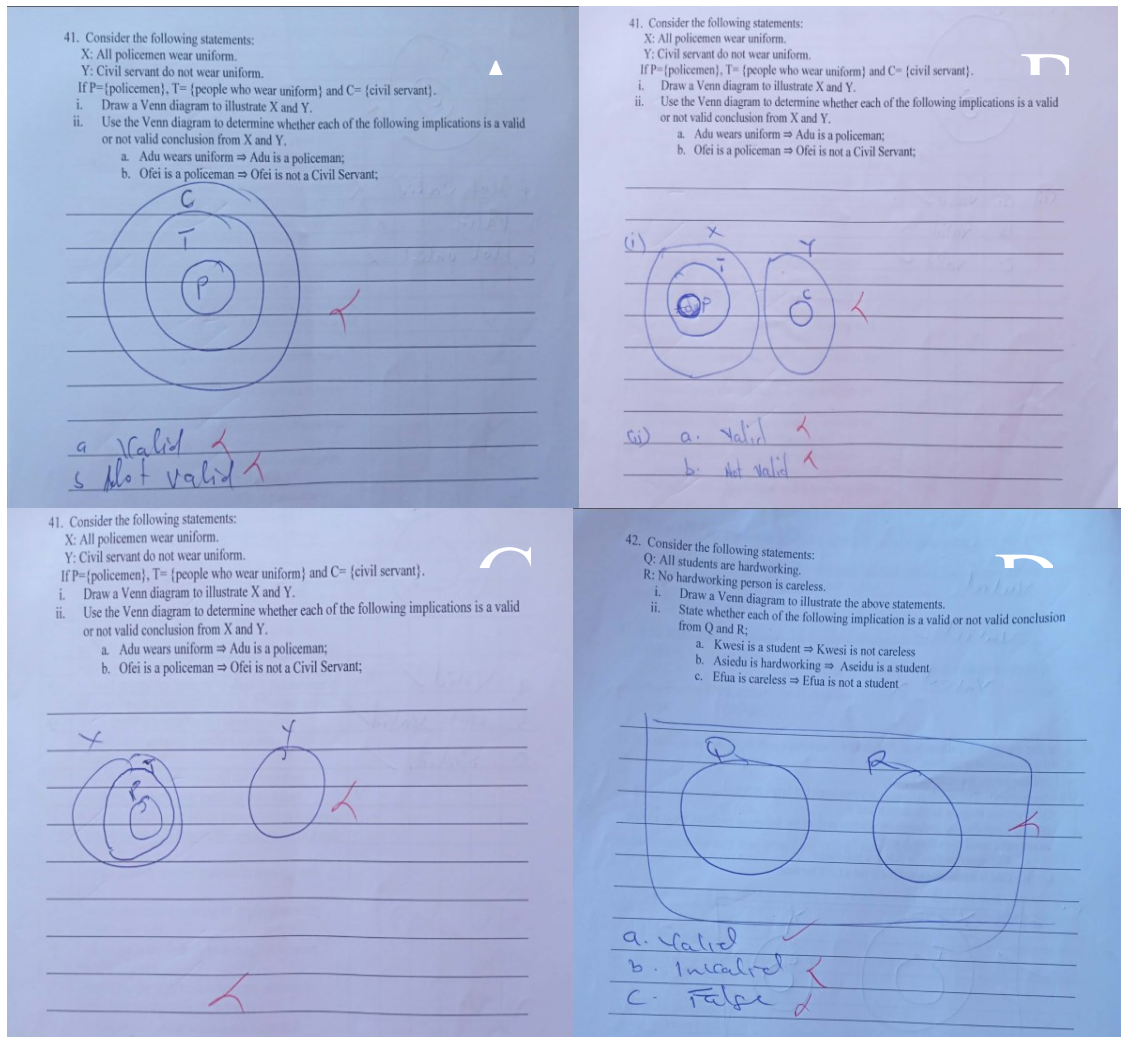 41. Consider the following statements:
X: All policemen wear uniform.
Y: Civil servant do not wear uniform.
If P={policemen}, T= {people who wear uniform} and C= {civil servant}.
i. Draw a Venn diagram to illustrate X and Y.
ii. Use the Venn diagram to determine whether each of the following implications is a valid
or not valid conclusion from X and Y.
a. Adu wears uniform ⇒ Adu is a policeman;
b. Ofei is a policeman ⇒ Ofei is not a Civil Servant;
C
T
P
a Valid
Not valid
41. Consider the following statements:
X: All policemen wear uniform.
Y: Civil servant do not wear uniform.
If P={policemen}, T= {people who wear uniform} and C= {civil servant}.
i. Draw a Venn diagram to illustrate X and Y.
ii. Use the Venn diagram to determine whether each of the following implications is a valid
or not valid conclusion from X and Y.
a. Adu wears uniform ⇒ Adu is a policeman;
b. Ofei is a policeman ⇒ Ofei is not a Civil Servant;
(i) X Y
T
P C
(ii) a. Valid
b. Not valid
41. Consider the following statements:
X: All policemen wear uniform.
Y: Civil servant do not wear uniform.
If P={policemen}, T= {people who wear uniform} and C= {civil servant}.
i. Draw a Venn diagram to illustrate X and Y.
ii. Use the Venn diagram to determine whether each of the following implications is a valid
or not valid conclusion from X and Y.
a. Adu wears uniform ⇒ Adu is a policeman;
b. Ofei is a policeman ⇒ Ofei is not a Civil Servant;
X Y
42. Consider the following statements:
Q: All students are hardworking.
R: No hardworking person is careless.
i. Draw a Venn diagram to illustrate the above statements.
ii. State whether each of the following implication is a valid or not valid conclusion
from Q and R;
a. Kwesi is a student ⇒ Kwesi is not careless
b. Asiedu is hardworking ⇒ Aseidu is a student
c. Efua is careless ⇒ Efua is not a student
Q R
a. Valid
b. Invalid
c. False